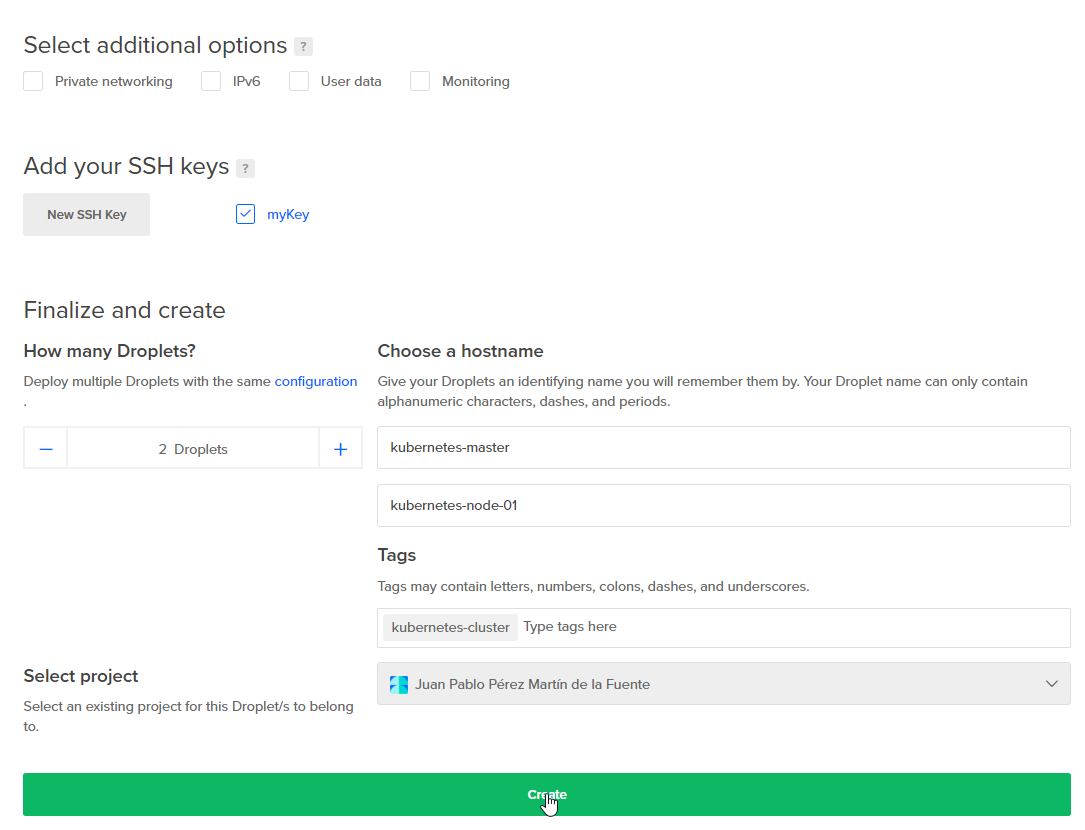 Select additional options ?
Private networking IPv6 User data Monitoring
Add your SSH keys ?
New SSH Key myKey
Finalize and create
How many Droplets?
Deploy multiple Droplets with the same configuration
.
2 Droplets
Choose a hostname
Give your Droplets an identifying name you will remember them by. Your Droplet name can only contain
alphanumeric characters, dashes, and periods.
kubernetes-master
kubernetes-node-01
Tags
Tags may contain letters, numbers, colons, dashes, and underscores.
kubernetes-cluster Type tags here
Select project
Select an existing project for this Droplet/s to belong
to.
Juan Pablo Pérez Martín de la Fuente
Create